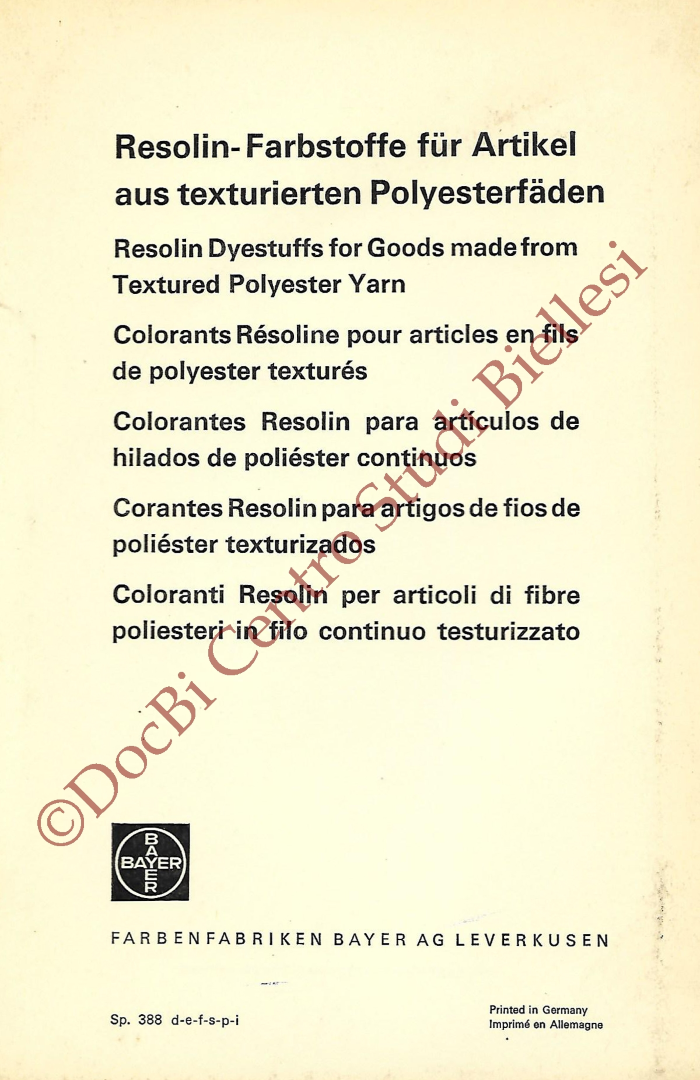 Resolin-Farbstoffe für Artikel
aus texturierten Polyesterfäden
Resolin Dyestuffs for Goods made from
Textured Polyester Yarn
Colorants Résoline pour articles en fils
de polyester texturés
Colorantes Resolin para artículos de
hilados de poliéster continuos
Corantes Resolin para artigos de fios de
poliéster texturizados
Coloranti Resolin per articoli di fibre
poliesteri in filo continuo testurizzato
©DocBi Centro Studi Biellesi
BAYER
BAYER
FARBENFABRIKEN BAYER AG LEVERKUSEN
Sp. 388 d-e-f-s-p-i
Printed in Germany
Imprimé en Allemagne